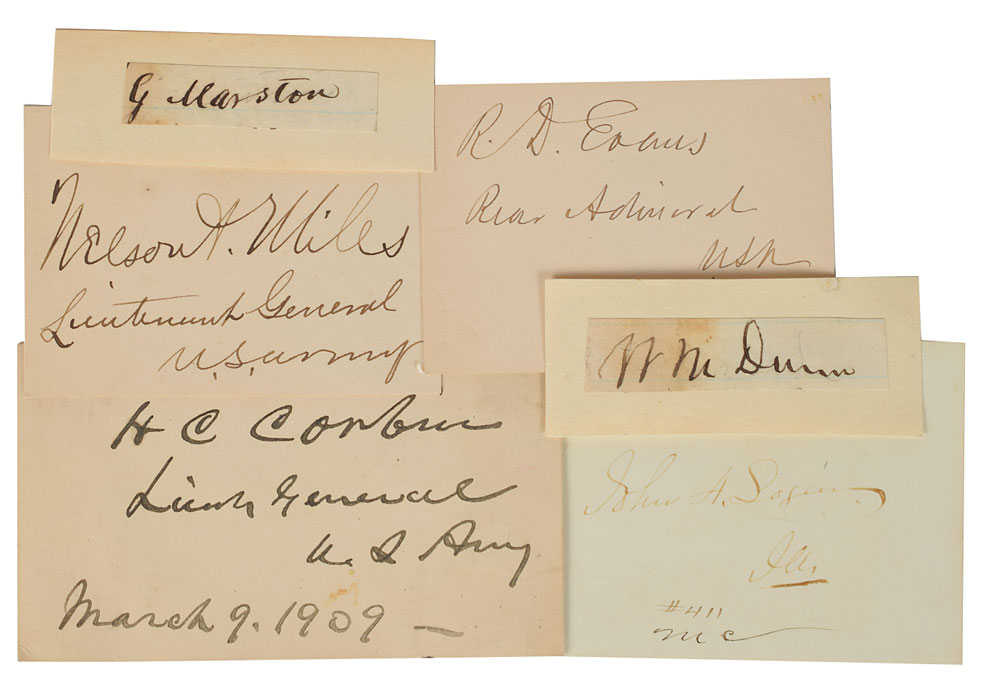 G Marston
Nelson A. Miles
Lieutenant General
U.S. Army
R. D. Evans
Rear Admiral
USN
W M Dunn
H C Corbin
Lieut General
U. S Army
March 9. 1909 —
John A. Logan
Ill.
#411
M C